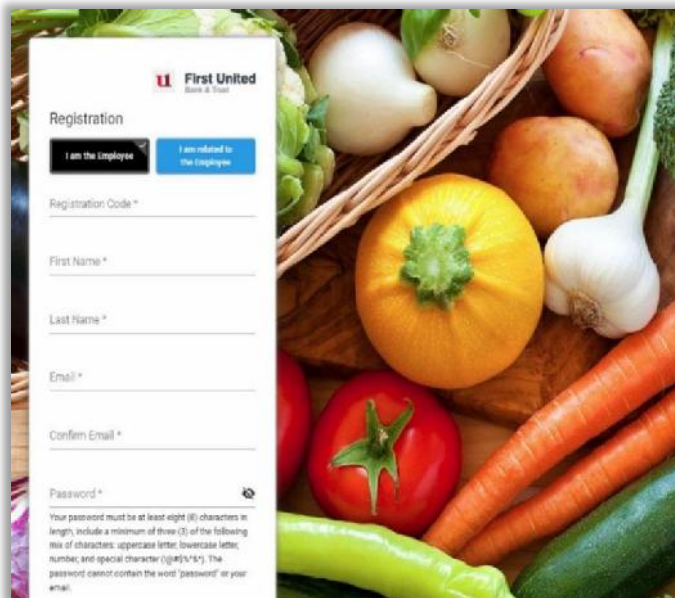 u First United
Bank & Trust
Registration
I am the Employee
I am related to
the Employee
Registration Code *
First Name *
Last Name *
Email *
Confirm Email *
Password *
Your password must be at least eight (8) characters in
length, include a minimum of three (3) of the following
mix of characters: uppercase letter, lowercase letter,
number, and special character (\@#$%^&*). The
password cannot contain the word "password" or your
email.